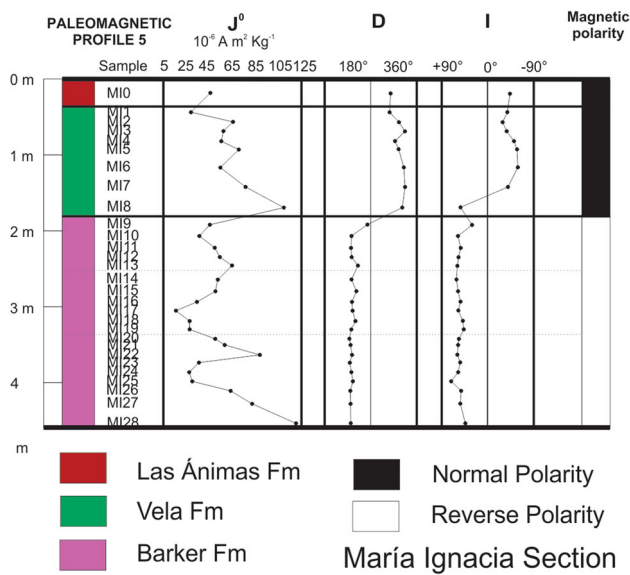 PALEOMAGNETIC
PROFILE 5
J⁰
10⁻⁶ A m² Kg⁻¹
D
I
Magnetic
polarity
Sample
5 25 45 65 85 105 125
180° 360°
+90° 0° -90°
0 m
MI0
MI1
MI2
MI3
MI4
1 m
MI5
MI6
MI7
MI8
MI9
2 m
MI10
MI11
MI12
MI13
MI14
MI15
MI16
3 m
MI17
MI18
MI19
MI20
MI21
MI22
MI23
MI24
4
MI25
MI26
MI27
MI28
m
Las Ánimas Fm
Normal Polarity
Vela Fm
Reverse Polarity
Barker Fm
María Ignacia Section